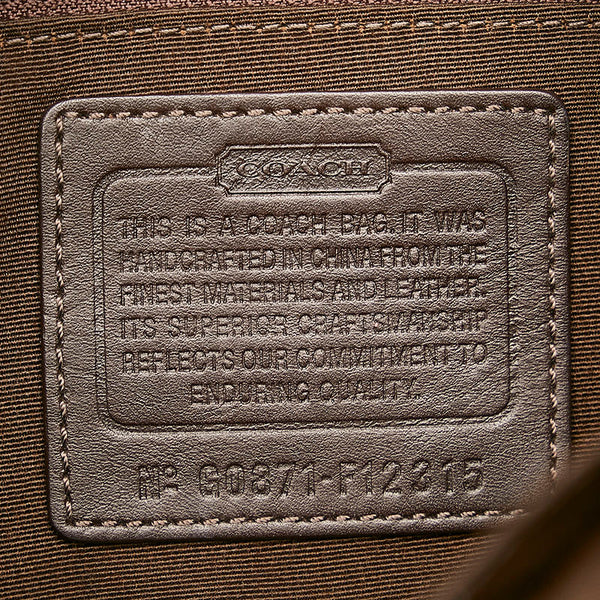 COACH
THIS IS A COACH BAG. IT WAS
HANDCRAFTED IN CHINA FROM THE
FINEST MATERIALS AND LEATHER.
ITS SUPERIOR CRAFTSMANSHIP
REFLECTS OUR COMMITMENT TO
ENDURING QUALITY.
Nº G0871-F12315